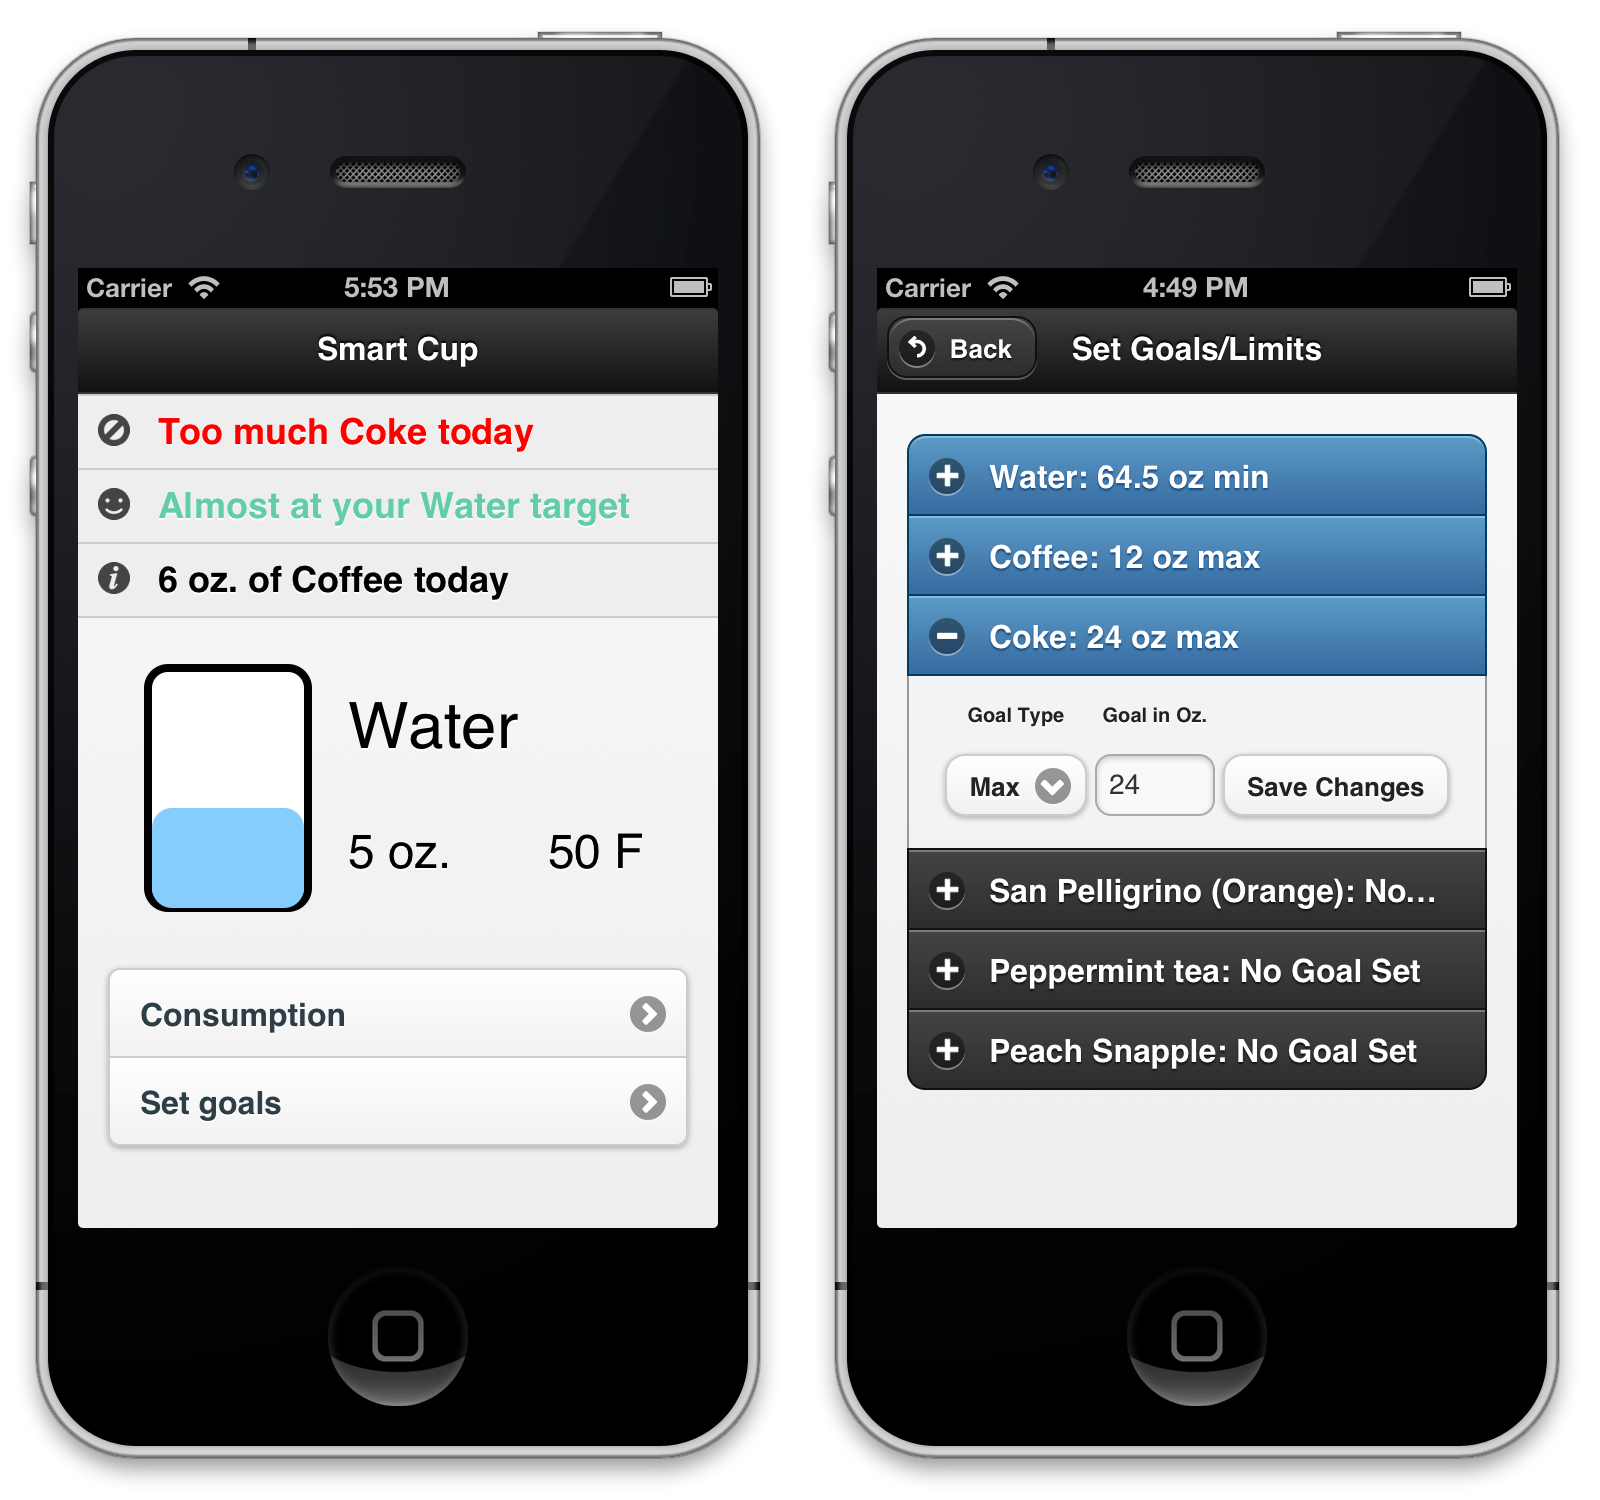 Carrier 5:53 PM
Smart Cup
Too much Coke today
Almost at your Water target
6 oz. of Coffee today
Water
5 oz. 50 F
Consumption
Set goals
Carrier 4:49 PM
Back Set Goals/Limits
Water: 64.5 oz min
Coffee: 12 oz max
Coke: 24 oz max
Goal Type Goal in Oz.
Max 24 Save Changes
San Pelligrino (Orange): No...
Peppermint tea: No Goal Set
Peach Snapple: No Goal Set